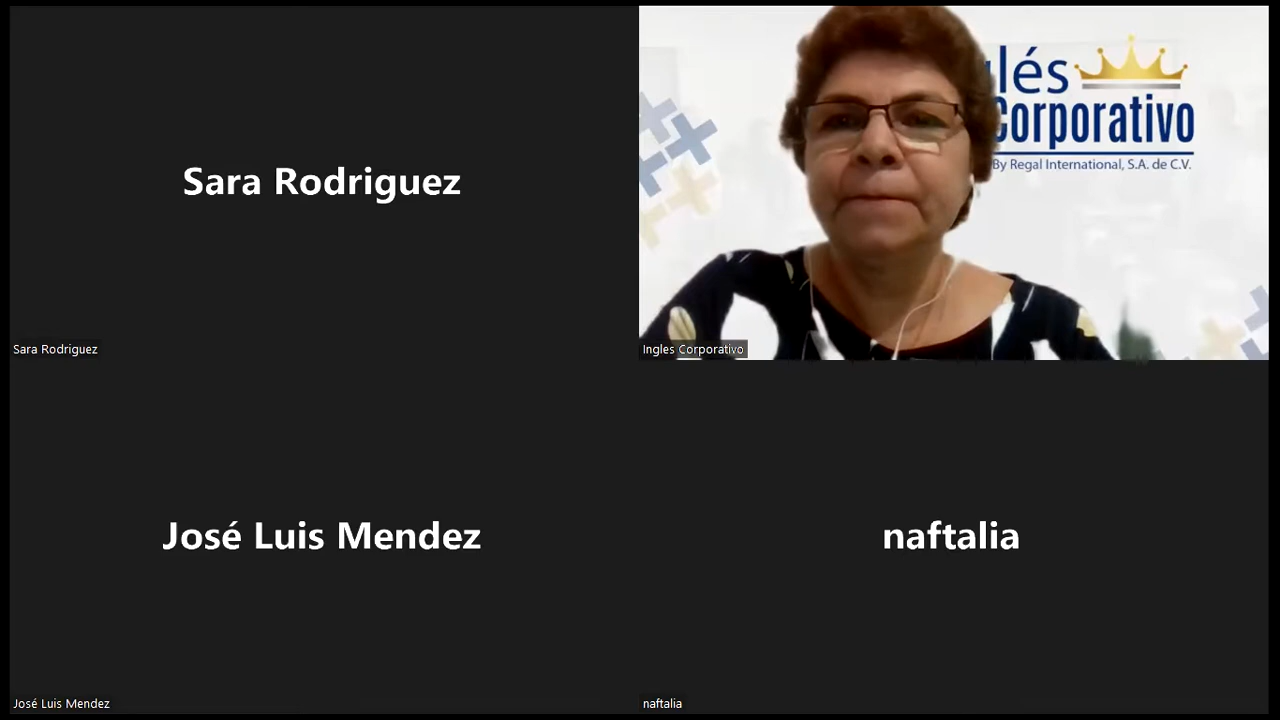 Sara Rodriguez
Sara Rodriguez
lés
Corporativo
By Regal International, S.A. de C.V.
Ingles Corporativo
José Luis Mendez
José Luis Mendez
naftalia
naftalia